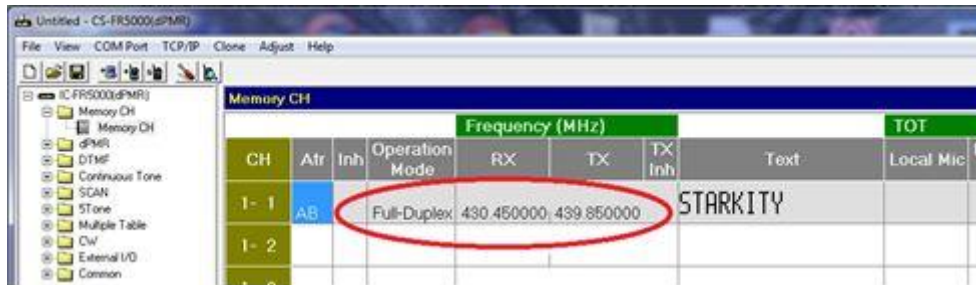 Untitled - CS-FR5000(dPMR)
File View COM Port TCP/IP Clone Adjust Help
IC-FR5000(dPMR)
Memory CH
Memory CH
dPMR
DTMF
Continuous Tone
SCAN
5Tone
Multiple Table
CW
External I/O
Common
Memory CH
Frequency (MHz) TOT
CH Atr Inh Operation Mode RX TX TX Inh Text Local Mic
1- 1 AB Full-Duplex 430.450000 439.850000 STARKITY
1- 2